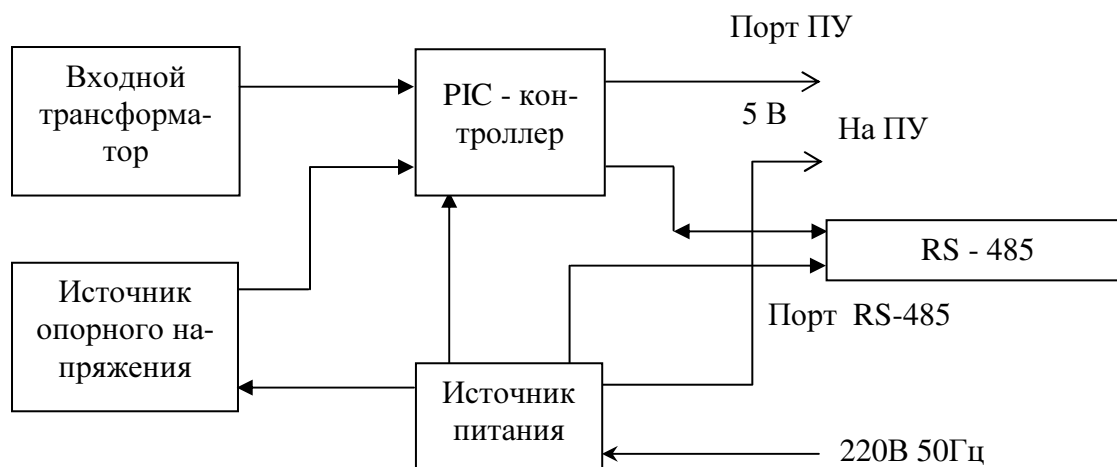 Порт ПУ
Входной
трансформа-
тор
PIC - кон-
троллер
5 В
На ПУ
RS - 485
Источник
опорного на-
пряжения
Порт RS-485
Источник
питания
220В 50Гц